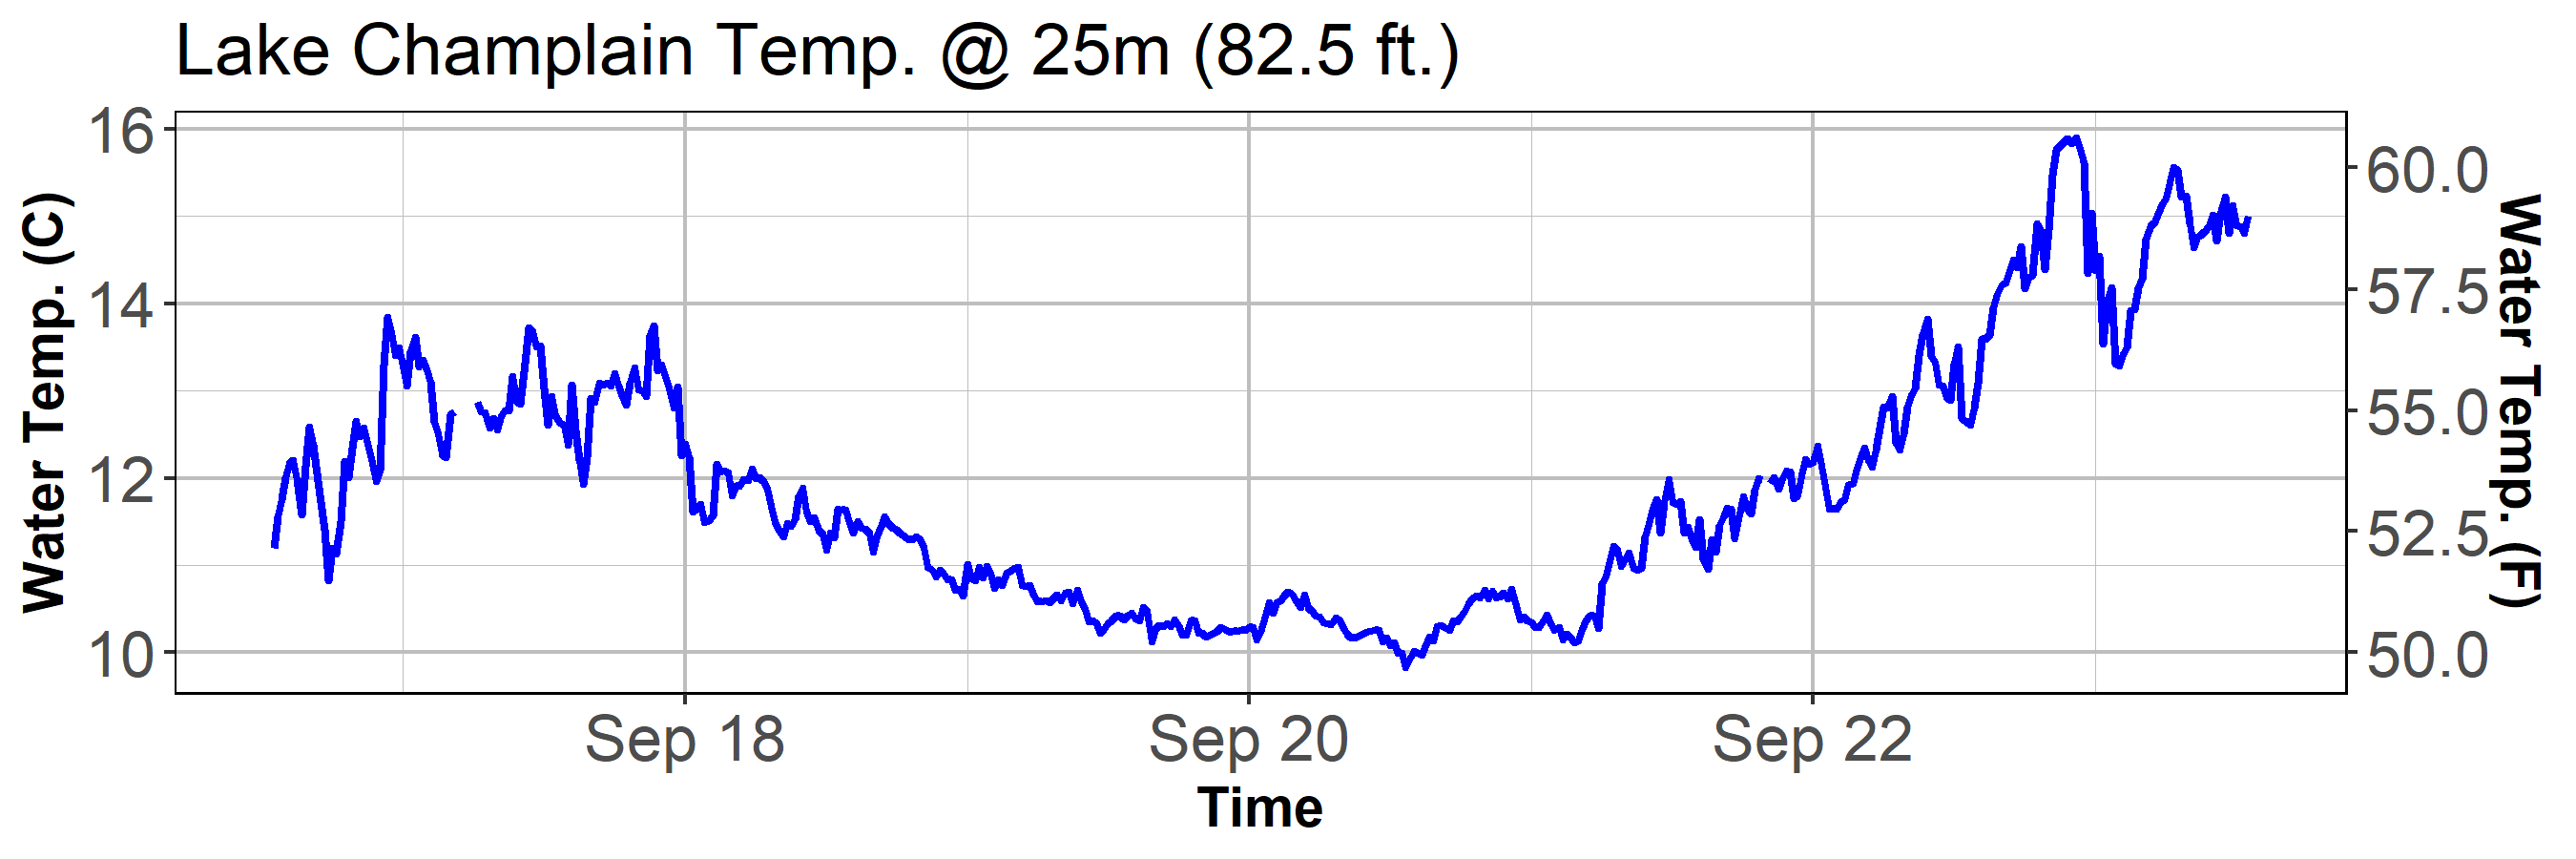 Lake Champlain Temp. @ 25m (82.5 ft.)
Water Temp. (C)
16
14
12
10
60.0
57.5
55.0
52.5
50.0
Water Temp. (F)
Sep 18 Sep 20 Sep 22
Time